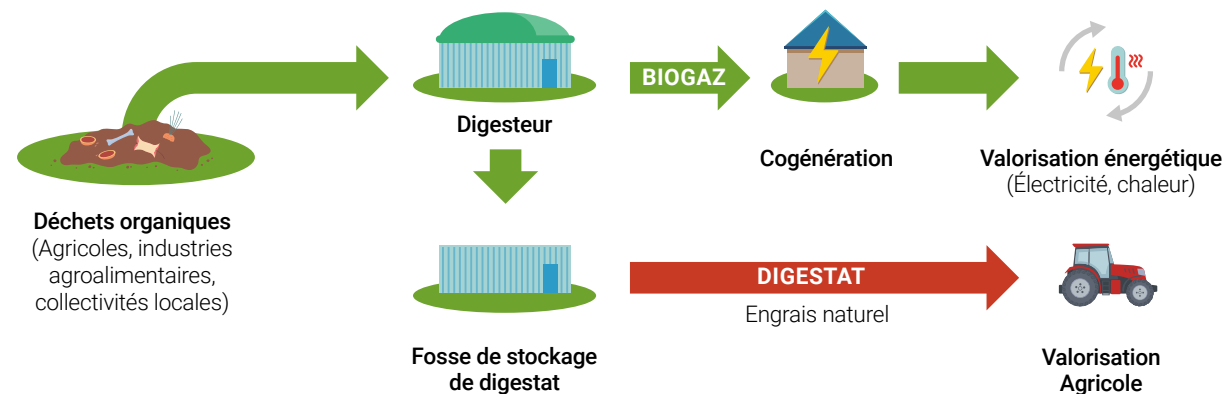 BIOGAZ
Digesteur
Cogénération
Valorisation énergétique
(Électricité, chaleur)
Déchets organiques
(Agricoles, industries
agroalimentaires,
collectivités locales)
DIGESTAT
Engrais naturel
Fosse de stockage
de digestat
Valorisation
Agricole